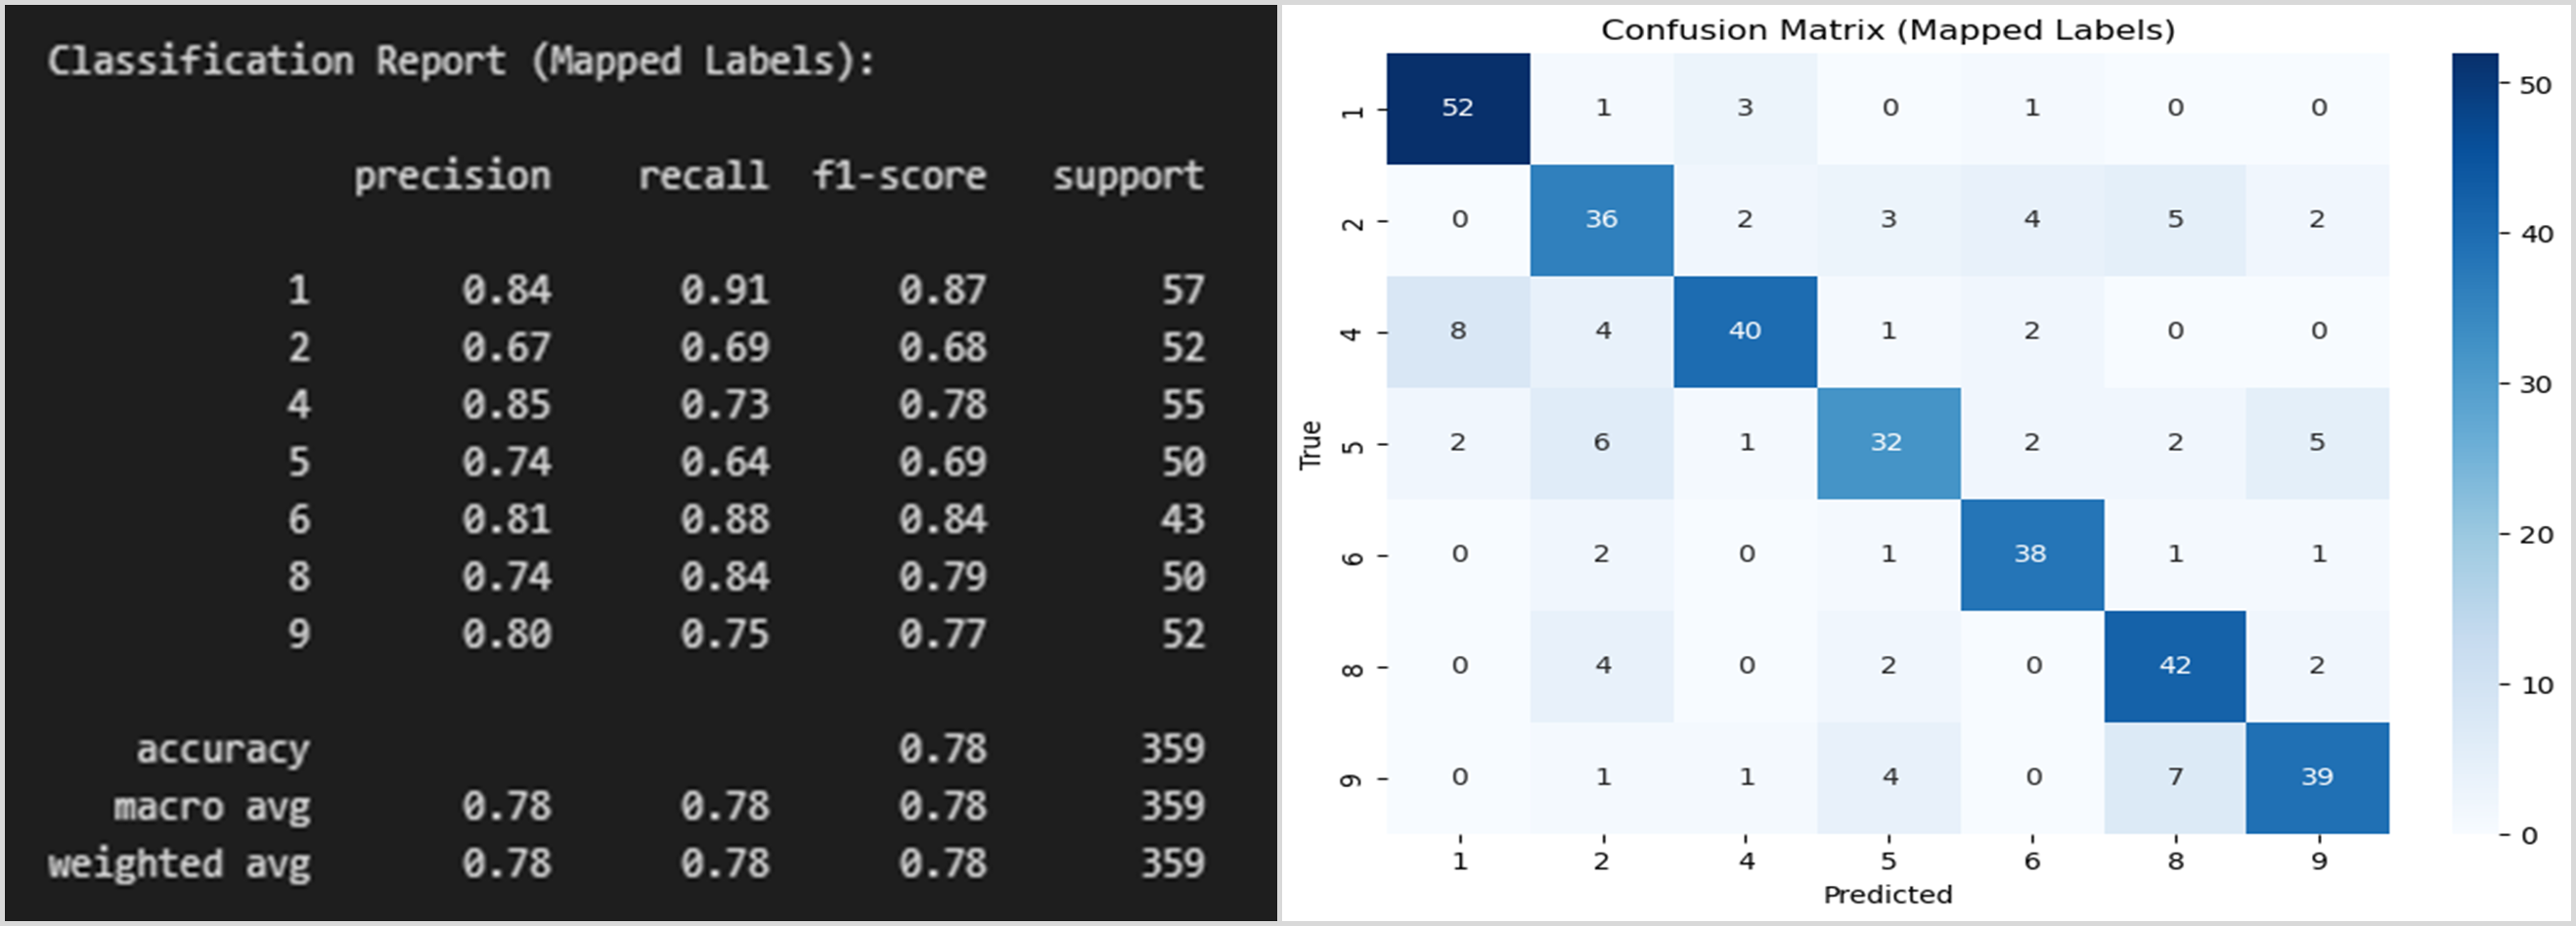 Classification Report (Mapped Labels):
precision recall f1-score support
1 0.84 0.91 0.87 57
2 0.67 0.69 0.68 52
4 0.85 0.73 0.78 55
5 0.74 0.64 0.69 50
6 0.81 0.88 0.84 43
8 0.74 0.84 0.79 50
9 0.80 0.75 0.77 52
accuracy 0.78 359
macro avg 0.78 0.78 0.78 359
weighted avg 0.78 0.78 0.78 359
Confusion Matrix (Mapped Labels)
True
1 52 1 3 0 1 0 0
2 0 36 2 3 4 5 2
4 8 4 40 1 2 0 0
5 2 6 1 32 2 2 5
6 0 2 0 1 38 1 1
8 0 4 0 2 0 42 2
9 0 1 1 4 0 7 39
1 2 4 5 6 8 9
Predicted
50
40
30
20
10
0